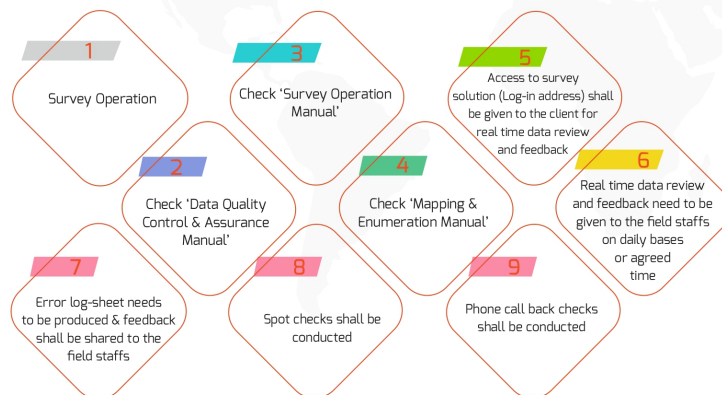 1
Survey Operation
2
Check ‘Data Quality
Control & Assurance
Manual’
3
Check ‘Survey Operation
Manual’
4
Check ‘Mapping &
Enumeration Manual’
5
Access to survey
solution (Log-in address) shall
be given to the client for
real time data review
and feedback
6
Real time data review
and feedback need to be
given to the field staffs
on daily bases
or agreed
time
7
Error log-sheet needs
to be produced & feedback
shall be shared to the
field staffs
8
Spot checks shall be
conducted
9
Phone call back checks
shall be conducted